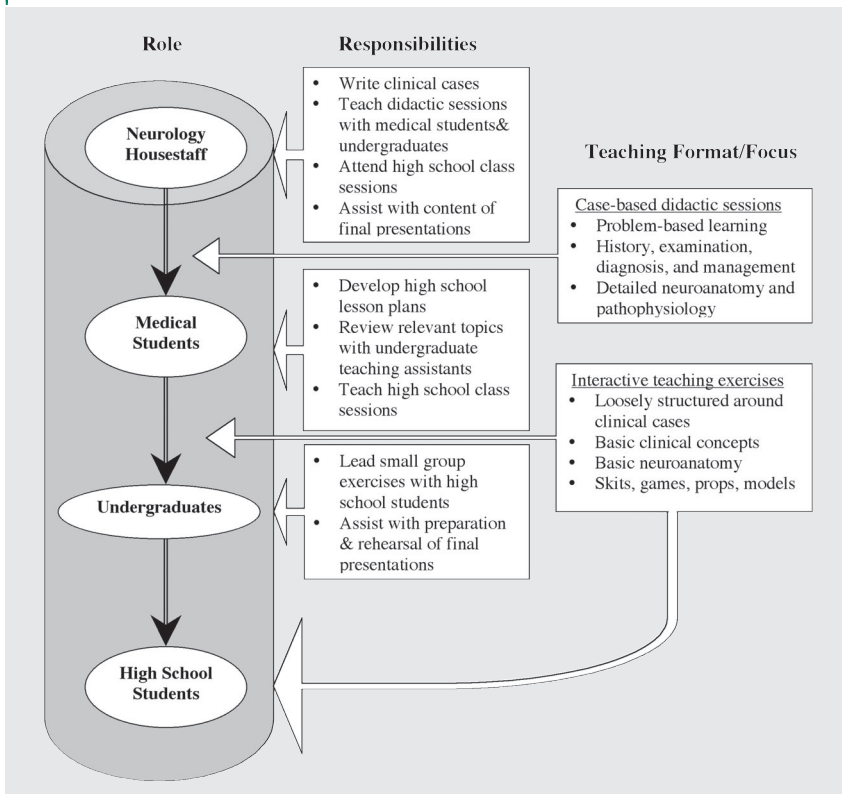 Role
Responsibilities
Teaching Format/Focus
Neurology
Housestaff
• Write clinical cases
• Teach didactic sessions
with medical students&
undergraduates
• Attend high school class
sessions
• Assist with content of
final presentations
Case-based didactic sessions
• Problem-based learning
• History, examination,
diagnosis, and management
• Detailed neuroanatomy and
pathophysiology
Medical
Students
• Develop high school
lesson plans
• Review relevant topics
with undergraduate
teaching assistants
• Teach high school class
sessions
Interactive teaching exercises
• Loosely structured around
clinical cases
• Basic clinical concepts
• Basic neuroanatomy
• Skits, games, props, models
Undergraduates
• Lead small group
exercises with high
school students
• Assist with preparation
& rehearsal of final
presentations
High School
Students